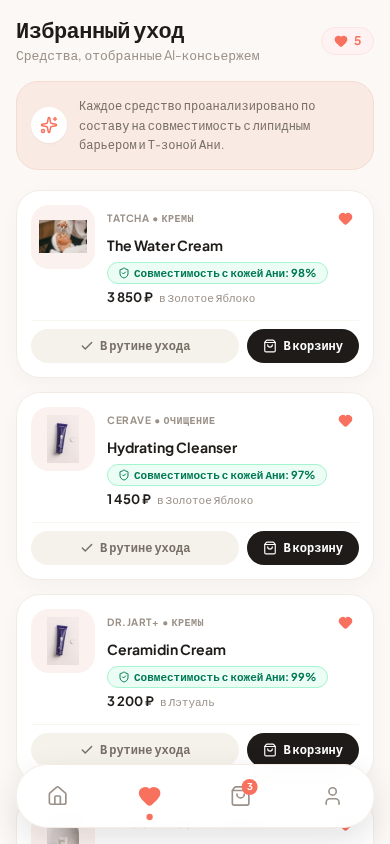 Избранный уход
Средства, отобранные AI-консьержем
5
Каждое средство проанализировано по
составу на совместимость с липидным
барьером и Т-зоной Ани.
TATCHA • КРЕМЫ
The Water Cream
Совместимость с кожей Ани: 98%
3 850 ₽ в Золотое Яблоко
В рутине ухода
В корзину
CERAVE • ОЧИЩЕНИЕ
Hydrating Cleanser
Совместимость с кожей Ани: 97%
1 450 ₽ в Золотое Яблоко
В рутине ухода
В корзину
DR.JART+ • КРЕМЫ
Ceramidin Cream
Совместимость с кожей Ани: 99%
3 200 ₽ в Лэтуаль
В рутине ухода
В корзину
3